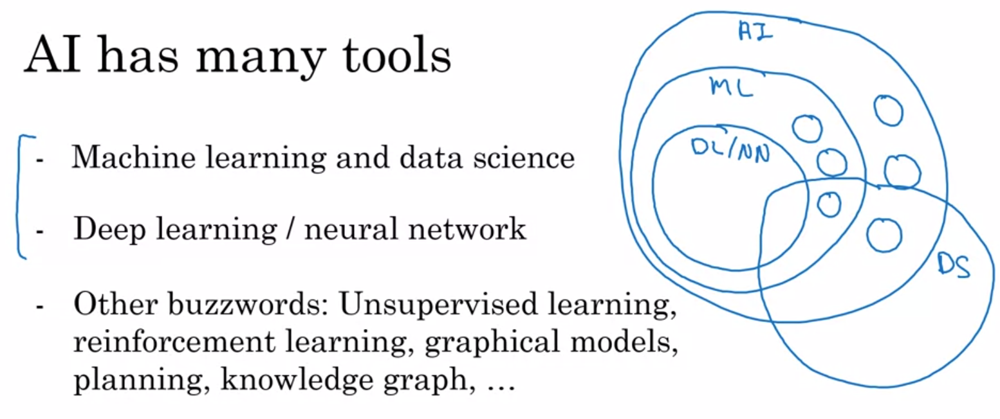 AI has many tools
- Machine learning and data science
- Deep learning / neural network
- Other buzzwords: Unsupervised learning,
reinforcement learning, graphical models,
planning, knowledge graph, …
AI
ML
DL/NN
DS